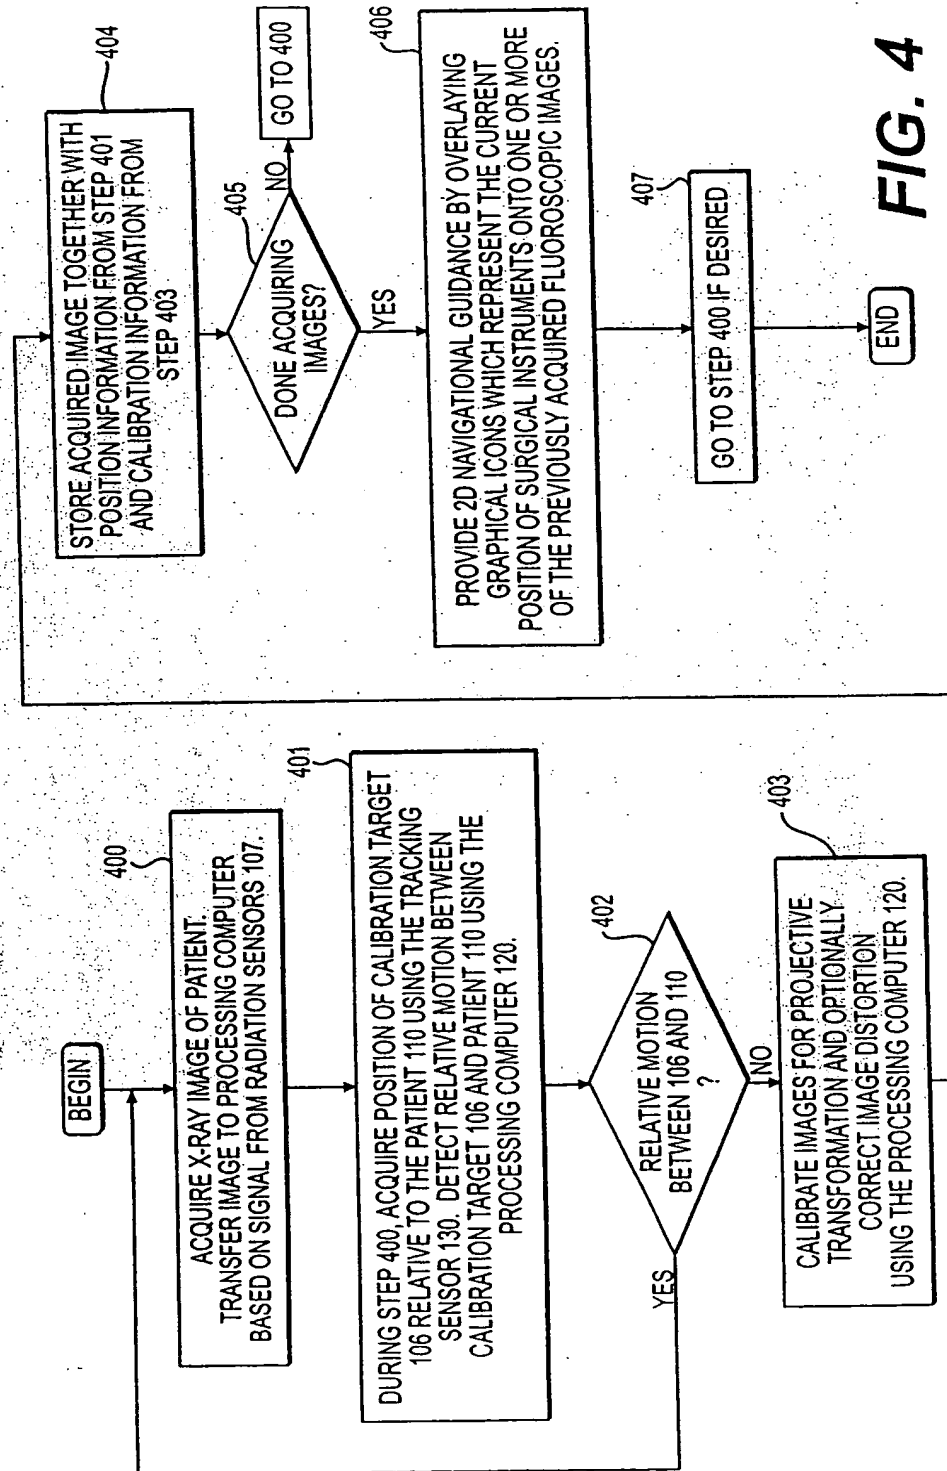 BEGIN
400
ACQUIRE X-RAY IMAGE OF PATIENT.
TRANSFER IMAGE TO PROCESSING COMPUTER
BASED ON SIGNAL FROM RADIATION SENSORS 107.
401
DURING STEP 400, ACQUIRE POSITION OF CALIBRATION TARGET
106 RELATIVE TO THE PATIENT 110 USING THE TRACKING
SENSOR 130. DETECT RELATIVE MOTION BETWEEN
CALIBRATION TARGET 106 AND PATIENT 110 USING THE
PROCESSING COMPUTER 120.
402
RELATIVE MOTION
BETWEEN 106 AND 110
?
YES
NO
403
CALIBRATE IMAGES FOR PROJECTIVE
TRANSFORMATION AND OPTIONALLY
CORRECT IMAGE DISTORTION
USING THE PROCESSING COMPUTER 120.
404
STORE ACQUIRED IMAGE TOGETHER WITH
POSITION INFORMATION FROM STEP 401
AND CALIBRATION INFORMATION FROM
STEP 403
405
DONE ACQUIRING
IMAGES?
NO
GO TO 400
YES
406
PROVIDE 2D NAVIGATIONAL GUIDANCE BY OVERLAYING
GRAPHICAL ICONS WHICH REPRESENT THE CURRENT
POSITION OF SURGICAL INSTRUMENTS ONTO ONE OR MORE
OF THE PREVIOUSLY ACQUIRED FLUOROSCOPIC IMAGES.
407
GO TO STEP 400 IF DESIRED
END
FIG. 4